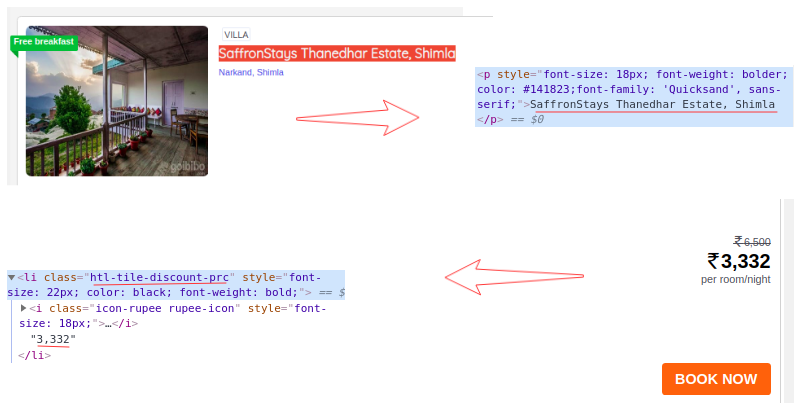 Free breakfast
goibibo
VILLA
SaffronStays Thanedhar Estate, Shimla
Narkand, Shimla
<p style="font-size: 18px; font-weight: bolder;
color: #141823;font-family: 'Quicksand', sans-
serif;">SaffronStays Thanedhar Estate, Shimla
</p> == $0
₹6,500
₹3,332
per room/night
<li class="htl-tile-discount-prc" style="font-
size: 22px; color: black; font-weight: bold;"> == $
<i class="icon-rupee rupee-icon" style="font-
size: 18px;">…</i>
"3,332"
</li>
BOOK NOW